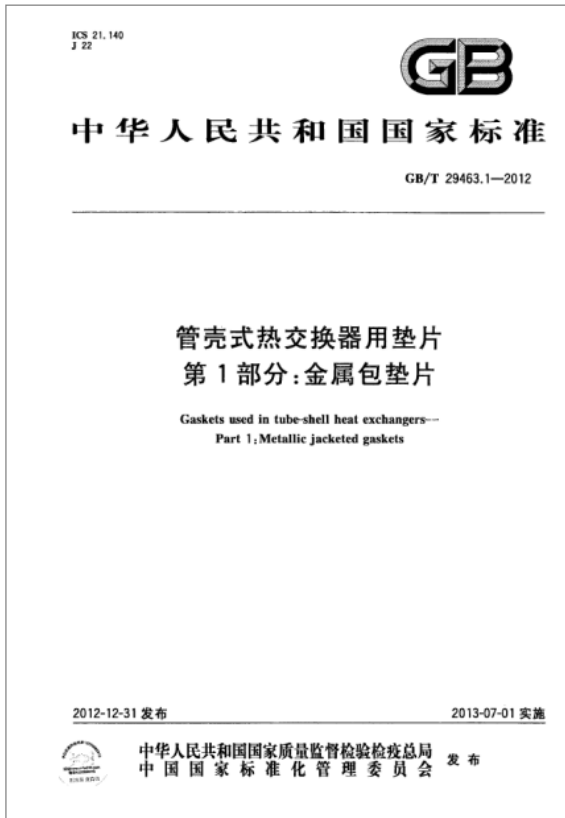 ICS 21.140
J 22
GB
中华人民共和国国家标准
GB/T 29463.1—2012
管壳式热交换器用垫片
第1部分:金属包垫片
Gaskets used in tube-shell heat exchangers—
Part 1:Metallic jacketed gaskets
2012-12-31 发布
2013-07-01 实施
中华人民共和国国家质量监督检验检疫总局
中国国家标准化管理委员会
发布